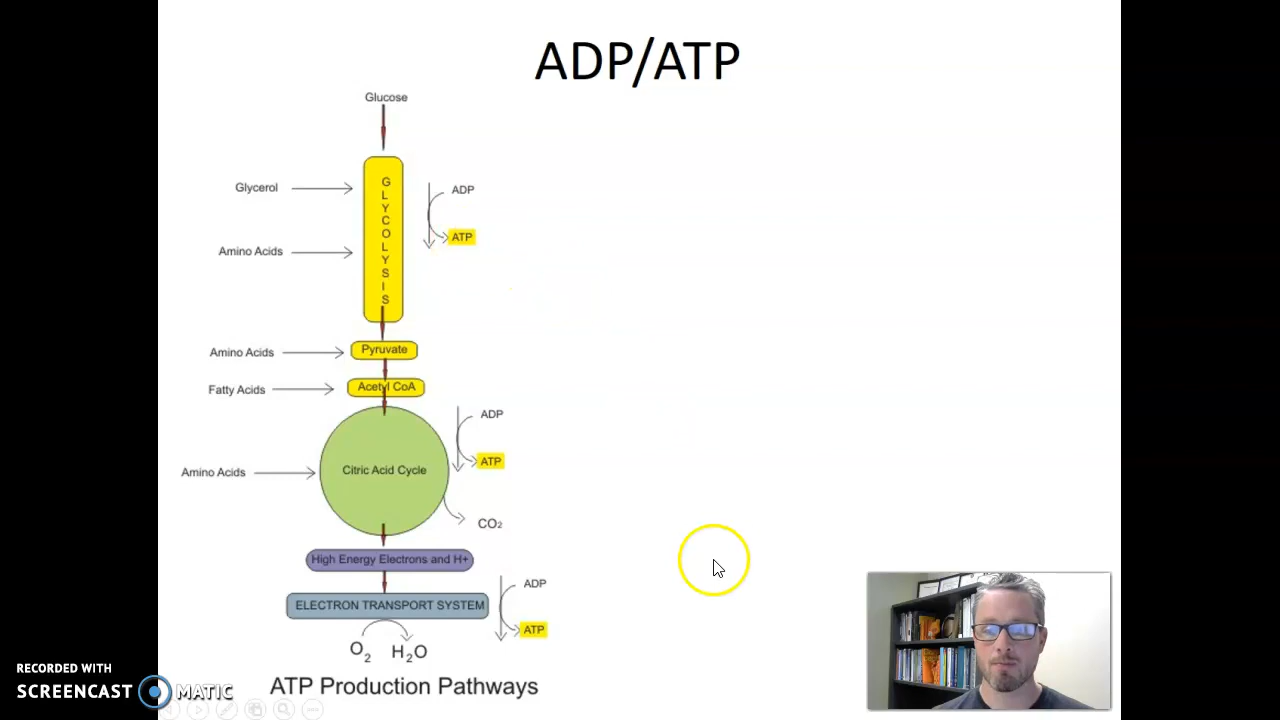 ADP/ATP
Glucose
GLYCOLYSIS
Glycerol
ADP
ATP
Amino Acids
Amino Acids
Pyruvate
Fatty Acids
Acetyl CoA
ADP
ATP
Amino Acids
Citric Acid Cycle
CO2
High Energy Electrons and H+
ADP
ELECTRON TRANSPORT SYSTEM
ATP
O2 H2O
ATP Production Pathways
RECORDED WITH
SCREENCAST MATIC